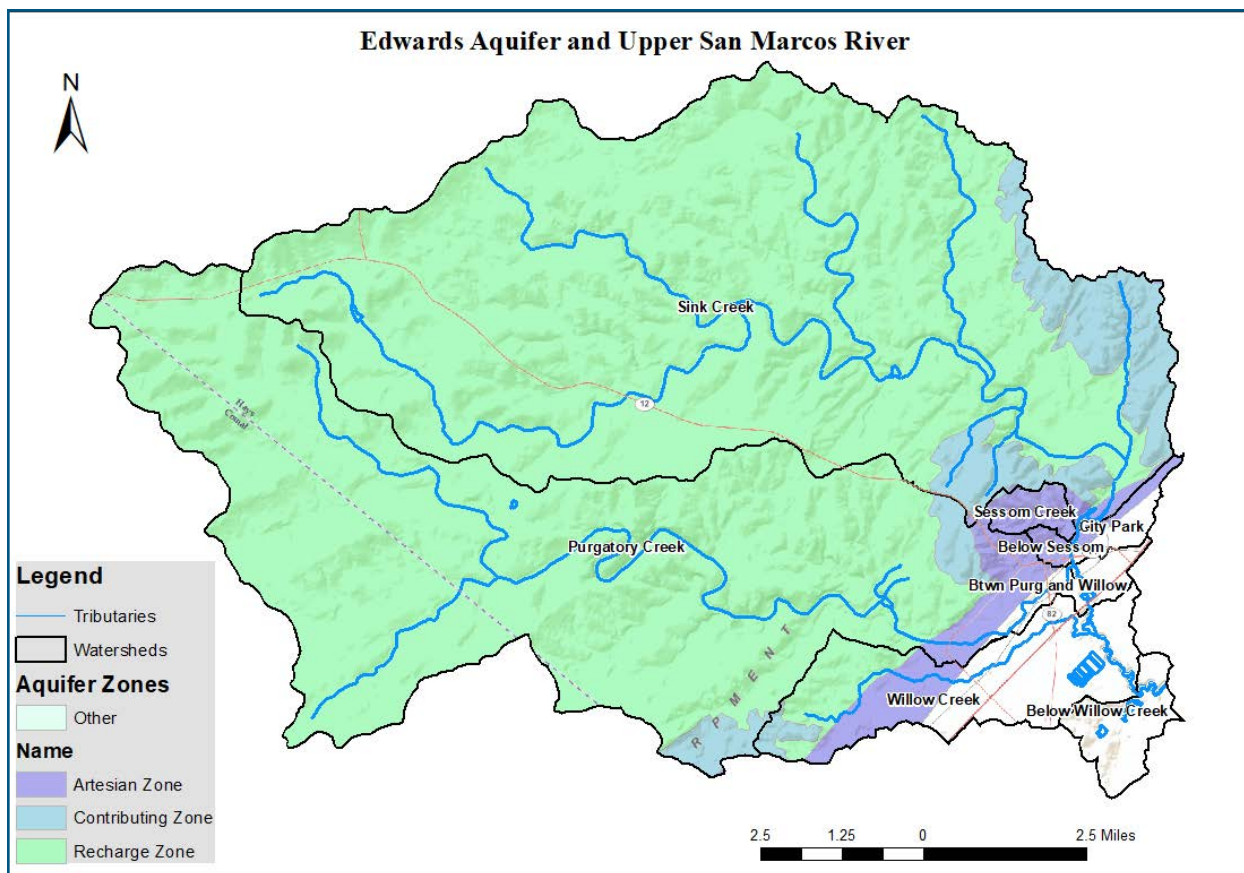 Edwards Aquifer and Upper San Marcos River
N
Sink Creek
12
Hays
Comal
Sessom Creek
City Park
Below Sessom
Purgatory Creek
Btwn Purg and Willow
82
RPMENT
Willow Creek
Below Willow Creek
Legend
Tributaries
Watersheds
Aquifer Zones
Other
Name
Artesian Zone
Contributing Zone
Recharge Zone
2.5 1.25 0 2.5 Miles